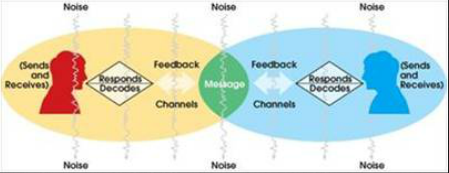 Noise Noise Noise
(Sends and Receives)
Responds Decodes
Feedback
Channels
Message
Feedback
Channels
Responds Decodes
(Sends and Receives)
Noise Noise Noise